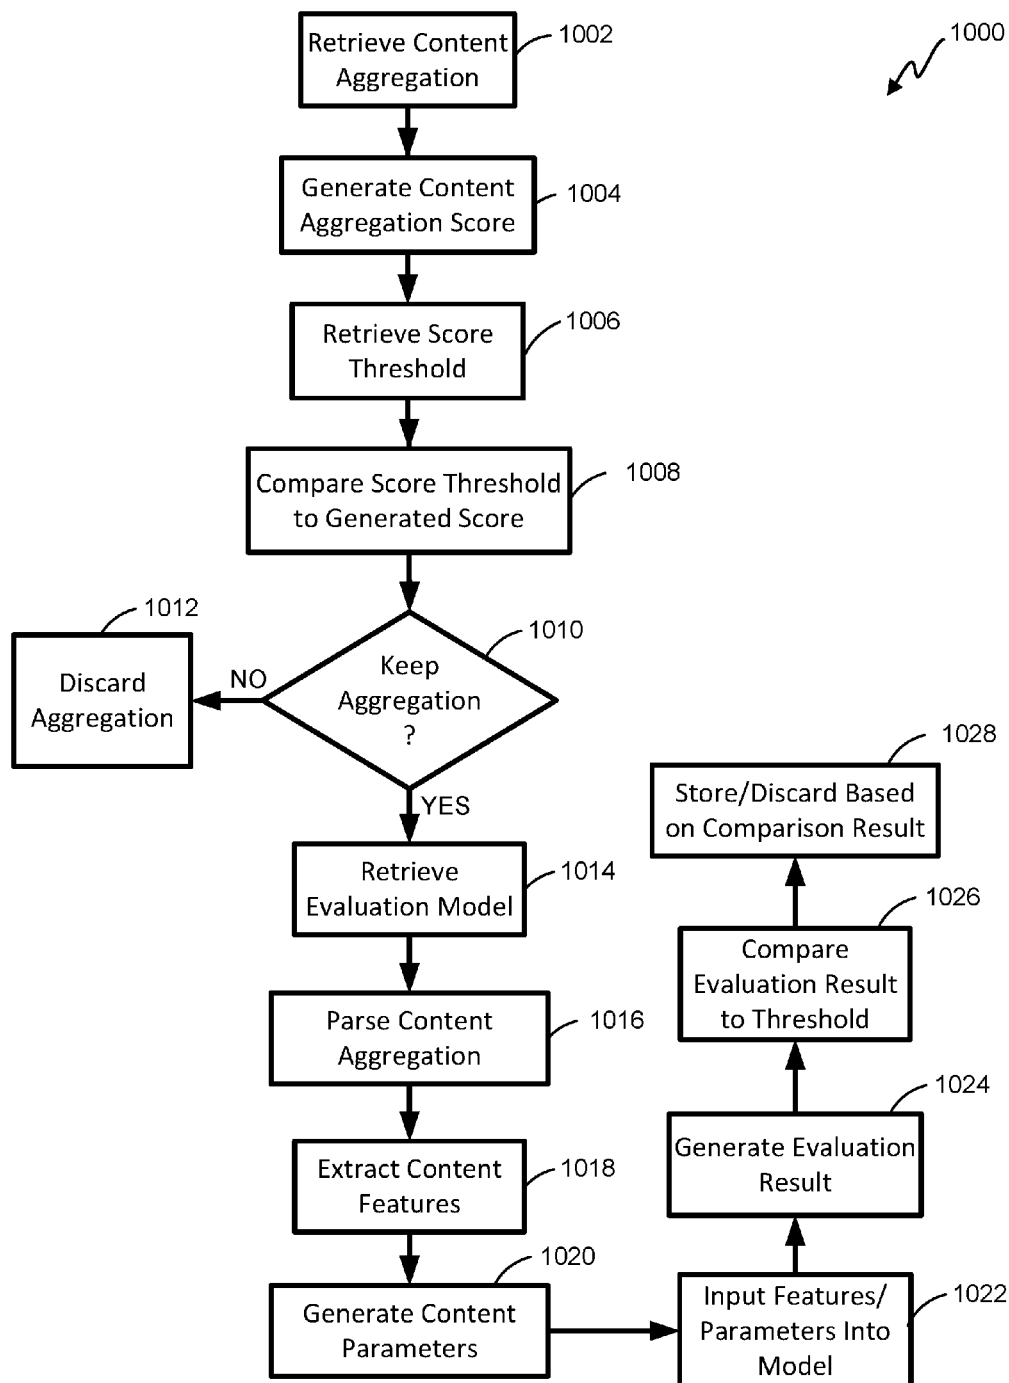 1000
Retrieve Content
Aggregation
1002
Generate Content
Aggregation Score
1004
Retrieve Score
Threshold
1006
Compare Score Threshold
to Generated Score
1008
Keep
Aggregation
?
1010
NO
Discard
Aggregation
1012
YES
Retrieve
Evaluation Model
1014
Parse Content
Aggregation
1016
Extract Content
Features
1018
Generate Content
Parameters
1020
Input Features/
Parameters Into
Model
1022
Generate Evaluation
Result
1024
Compare
Evaluation Result
to Threshold
1026
Store/Discard Based
on Comparison Result
1028